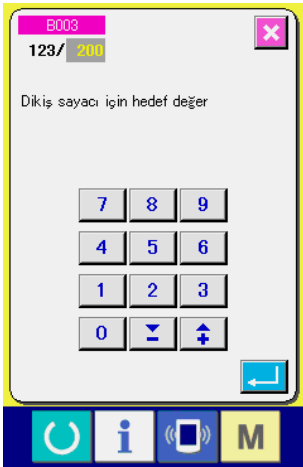 B003
123/ 200
Dikiş sayacı için hedef değer
7 8 9
4 5 6
1 2 3
0
i M